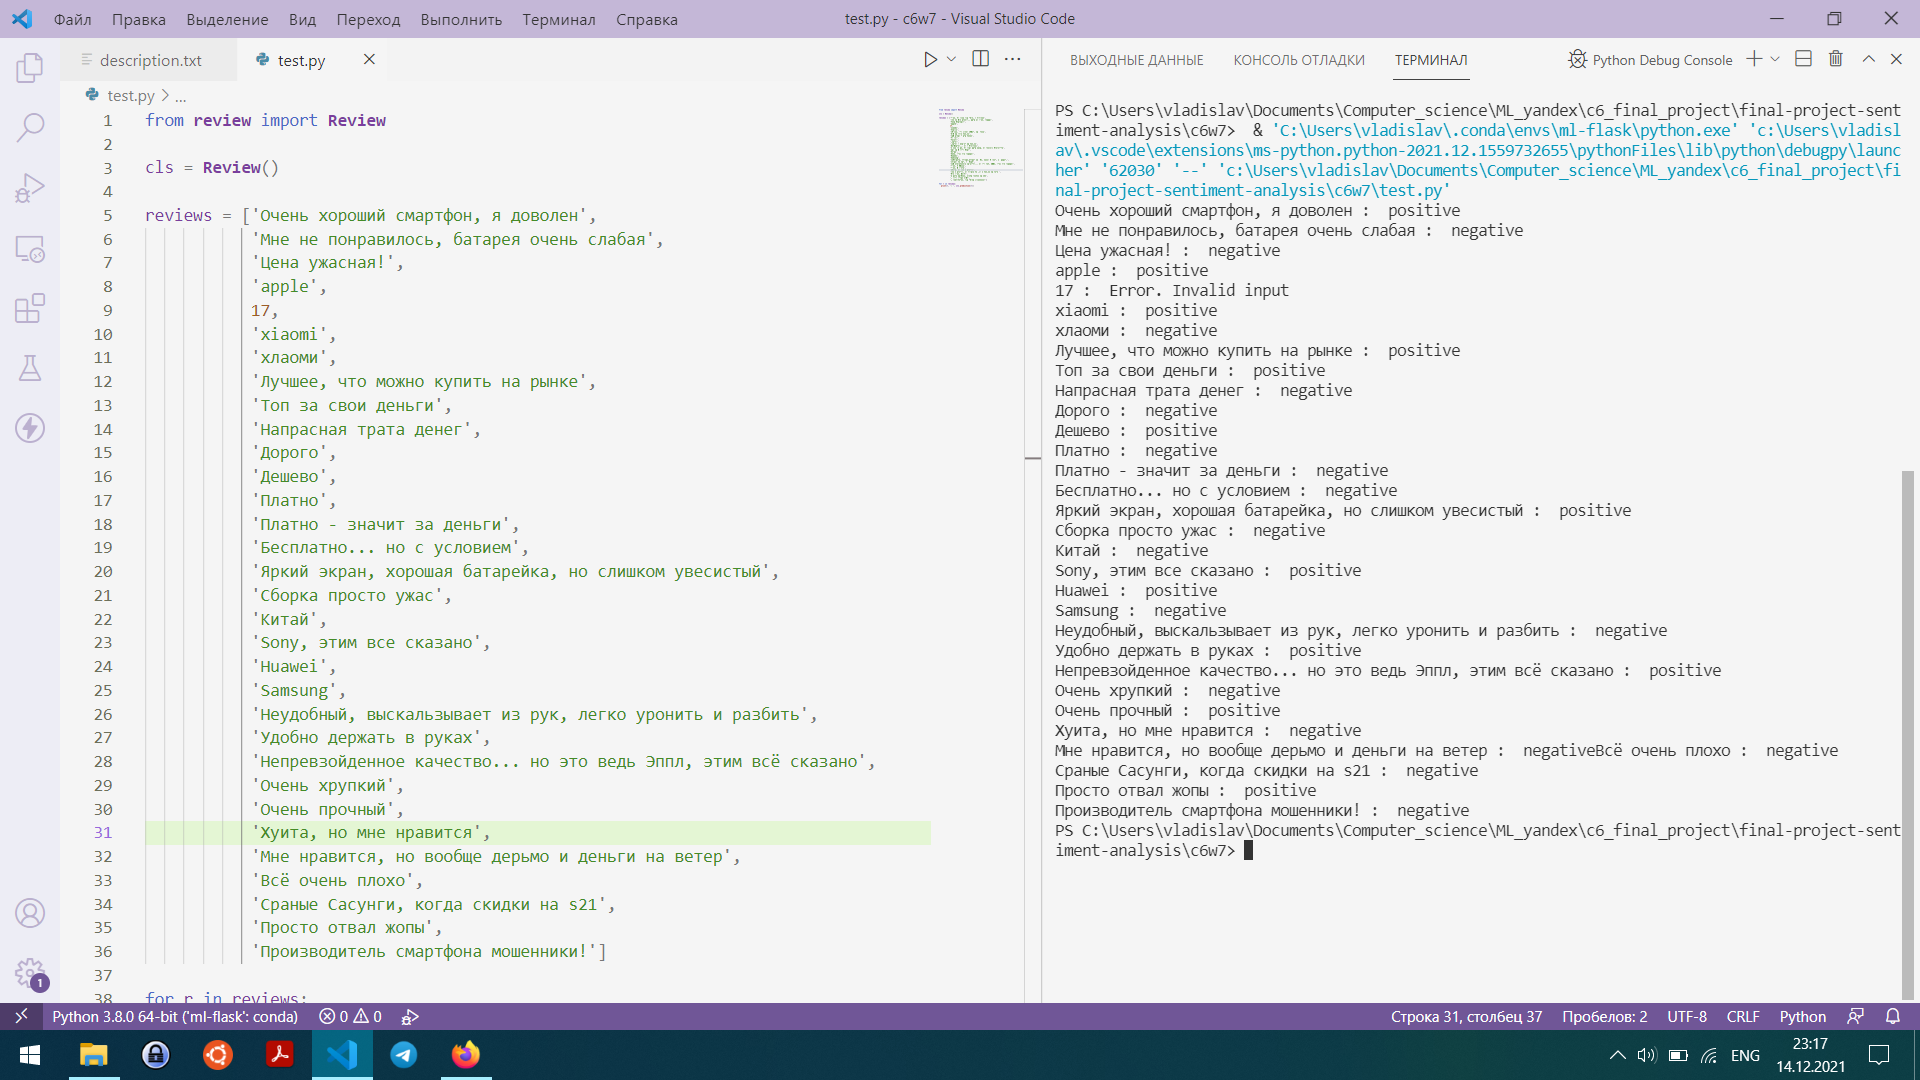 Файл Правка Выделение Вид Переход Выполнить Терминал Справка
test.py - c6w7 - Visual Studio Code
description.txt
test.py
test.py > ...
1 from review import Review
2
3 cls = Review()
4
5 reviews = ['Очень хороший смартфон, я доволен',
6 'Мне не понравилось, батарея очень слабая',
7 'Цена ужасная!',
8 'apple',
9 17,
10 'xiaomi',
11 'хлаоми',
12 'Лучшее, что можно купить на рынке',
13 'Топ за свои деньги',
14 'Напрасная трата денег',
15 'Дорого',
16 'Дешево',
17 'Платно',
18 'Платно - значит за деньги',
19 'Бесплатно... но с условием',
20 'Яркий экран, хорошая батарейка, но слишком увесистый',
21 'Сборка просто ужас',
22 'Китай',
23 'Sony, этим все сказано',
24 'Huawei',
25 'Samsung',
26 'Неудобный, выскальзывает из рук, легко уронить и разбить',
27 'Удобно держать в руках',
28 'Непревзойденное качество... но это ведь Эппл, этим всё сказано',
29 'Очень хрупкий',
30 'Очень прочный',
31 'Хуита, но мне нравится',
32 'Мне нравится, но вообще дерьмо и деньги на ветер',
33 'Всё очень плохо',
34 'Сраные Сасунги, когда скидки на s21',
35 'Просто отвал жопы',
36 'Производитель смартфона мошенники!']
37
38 for r in reviews:
ВЫХОДНЫЕ ДАННЫЕ КОНСОЛЬ ОТЛАДКИ ТЕРМИНАЛ Python Debug Console
PS C:\Users\vladislav\Documents\Computer_science\ML_yandex\c6_final_project\final-project-sent
iment-analysis\c6w7> & 'C:\Users\vladislav\.conda\envs\ml-flask\python.exe' 'c:\Users\vladisl
av\.vscode\extensions\ms-python.python-2021.12.1559732655\pythonFiles\lib\python\debugpy\launc
her' '62030' '--' 'c:\Users\vladislav\Documents\Computer_science\ML_yandex\c6_final_project\fi
nal-project-sentiment-analysis\c6w7\test.py'
Очень хороший смартфон, я доволен : positive
Мне не понравилось, батарея очень слабая : negative
Цена ужасная! : negative
apple : positive
17 : Error. Invalid input
xiaomi : positive
хлаоми : negative
Лучшее, что можно купить на рынке : positive
Топ за свои деньги : positive
Напрасная трата денег : negative
Дорого : negative
Дешево : positive
Платно : negative
Платно - значит за деньги : negative
Бесплатно... но с условием : negative
Яркий экран, хорошая батарейка, но слишком увесистый : positive
Сборка просто ужас : negative
Китай : negative
Sony, этим все сказано : positive
Huawei : positive
Samsung : negative
Неудобный, выскальзывает из рук, легко уронить и разбить : negative
Удобно держать в руках : positive
Непревзойденное качество... но это ведь Эппл, этим всё сказано : positive
Очень хрупкий : negative
Очень прочный : positive
Хуита, но мне нравится : negative
Мне нравится, но вообще дерьмо и деньги на ветер : negativeВсё очень плохо : negative
Сраные Сасунги, когда скидки на s21 : negative
Просто отвал жопы : positive
Производитель смартфона мошенники! : negative
PS C:\Users\vladislav\Documents\Computer_science\ML_yandex\c6_final_project\final-project-sent
iment-analysis\c6w7>
1
Python 3.8.0 64-bit ('ml-flask': conda) 0 0
Строка 31, столбец 37 Пробелов: 2 UTF-8 CRLF Python
ENG
23:17
14.12.2021